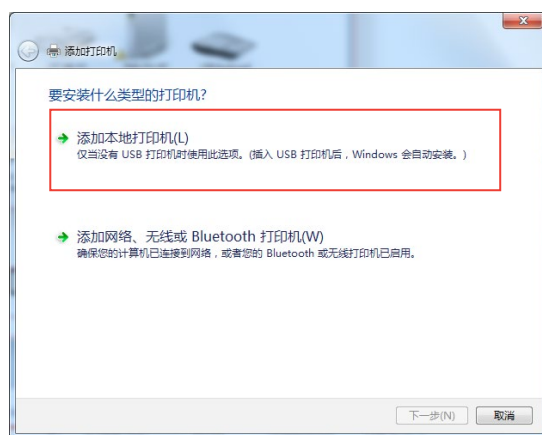 添加打印机
要安装什么类型的打印机?
添加本地打印机(L)
仅当没有 USB 打印机时使用此选项。(插入 USB 打印机后，Windows 会自动安装。)
添加网络、无线或 Bluetooth 打印机(W)
确保您的计算机已连接到网络，或者您的 Bluetooth 或无线打印机已启用。
下一步(N) 取消